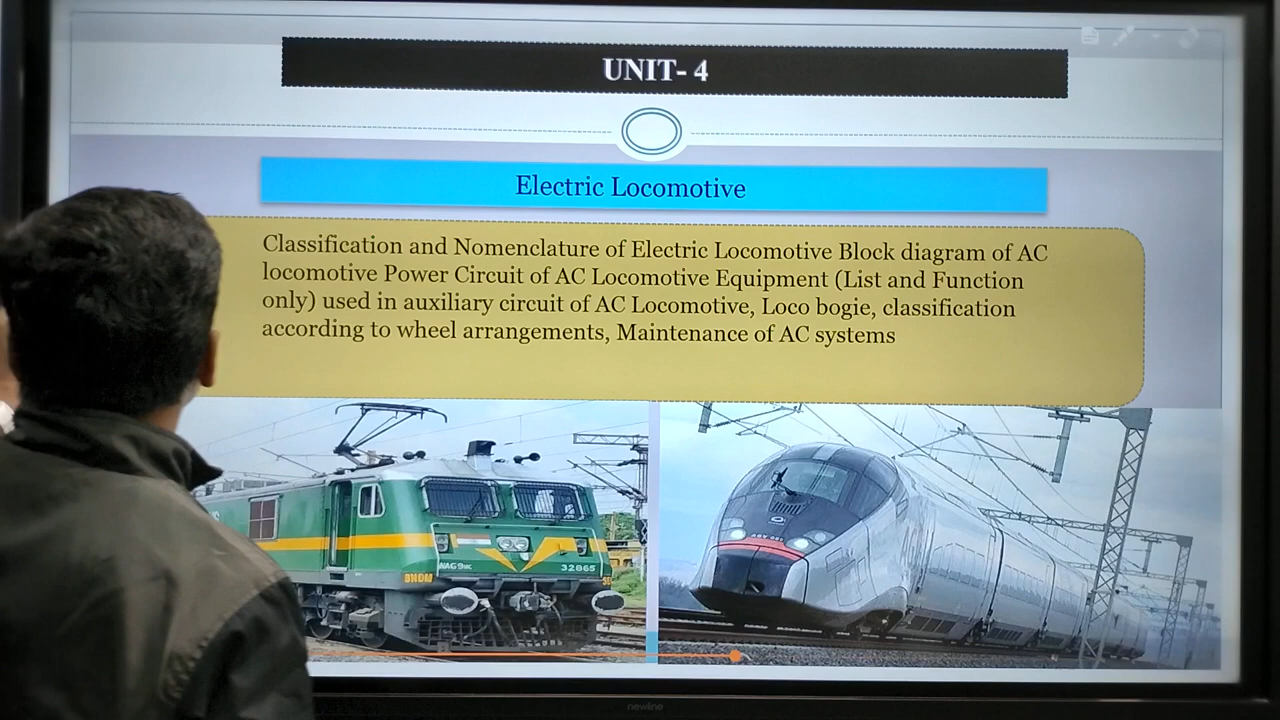 UNIT- 4
Electric Locomotive
Classification and Nomenclature of Electric Locomotive Block diagram of AC
locomotive Power Circuit of AC Locomotive Equipment (List and Function
only) used in auxiliary circuit of AC Locomotive, Loco bogie, classification
according to wheel arrangements, Maintenance of AC systems
BNDM
32865
newline